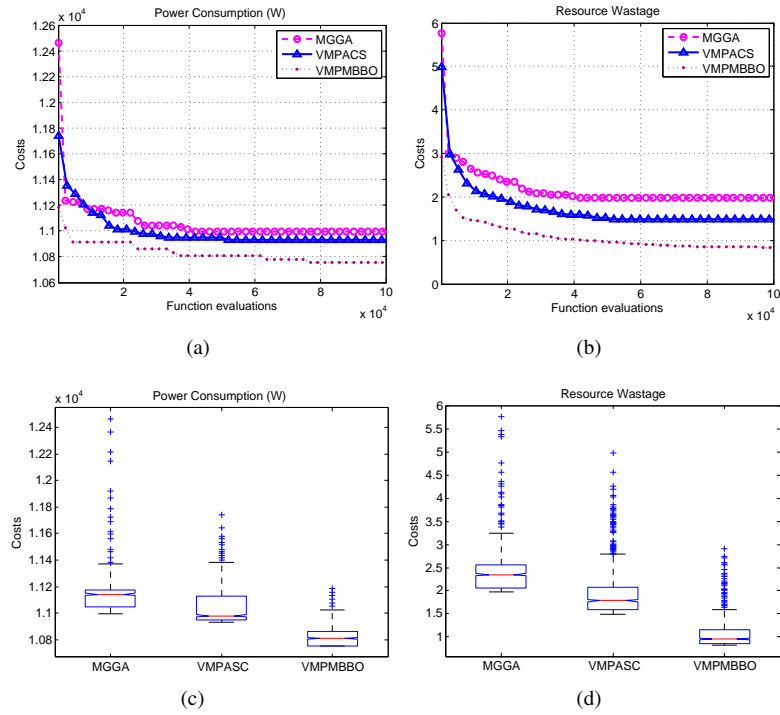 Power Consumption (W)
x 10^4
1.26
1.24
1.22
1.2
1.18
1.16
1.14
1.12
1.1
1.08
1.06
Costs
MGGA
VMPACS
VMPMBBO
2
4
6
8
10
Function evaluations
x 10^4
(a)
Resource Wastage
6
5
4
3
2
1
0
Costs
MGGA
VMPACS
VMPMBBO
0
2
4
6
8
10
Function evaluations
x 10^4
(b)
Power Consumption (W)
x 10^4
1.24
1.22
1.2
1.18
1.16
1.14
1.12
1.1
1.08
Costs
MGGA
VMPASC
VMPMBBO
(c)
Resource Wastage
6
5.5
5
4.5
4
3.5
3
2.5
2
1.5
1
Costs
MGGA
VMPASC
VMPMBBO
(d)